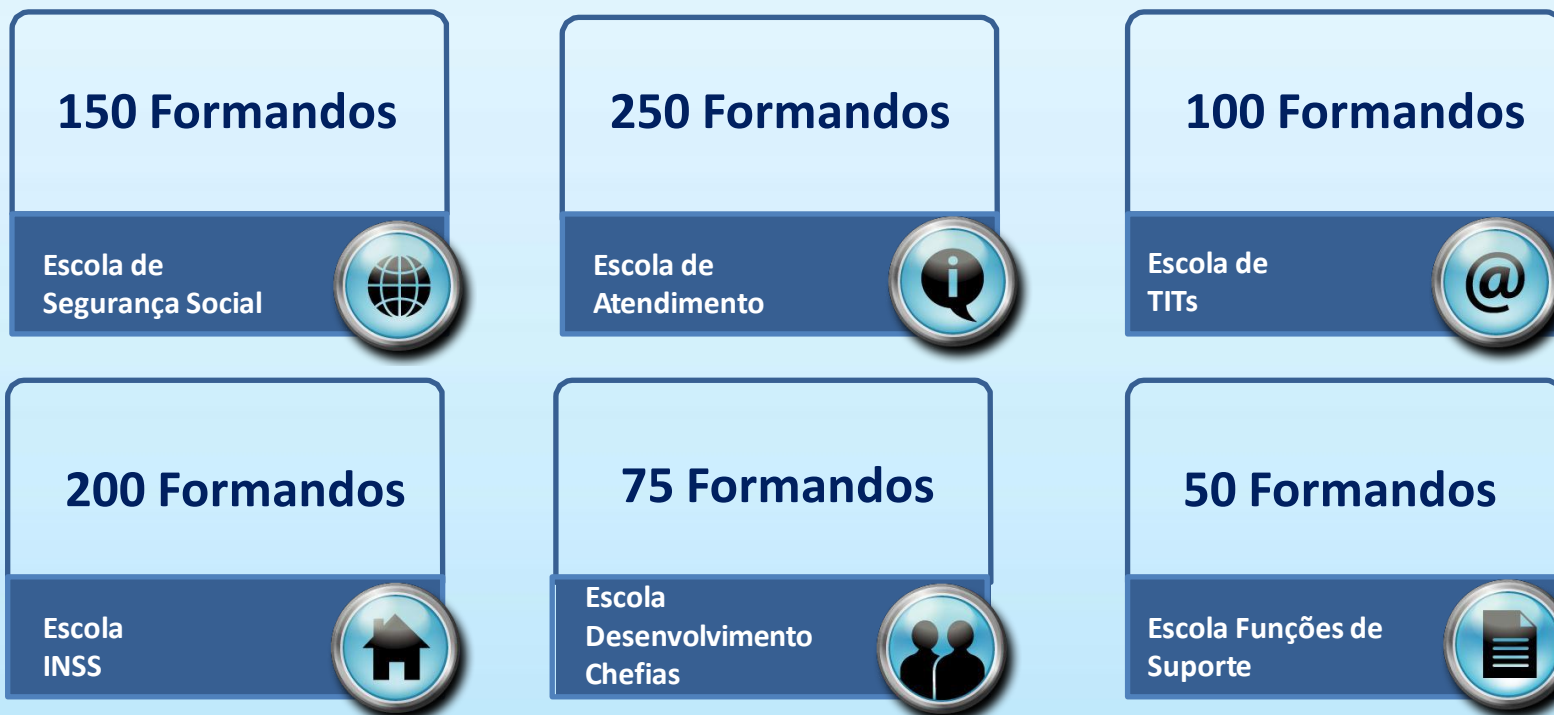 150 Formandos
Escola de
Segurança Social
250 Formandos
Escola de
Atendimento
100 Formandos
Escola de
TITs
@
200 Formandos
Escola
INSS
75 Formandos
Escola
Desenvolvimento
Chefias
50 Formandos
Escola Funções de
Suporte